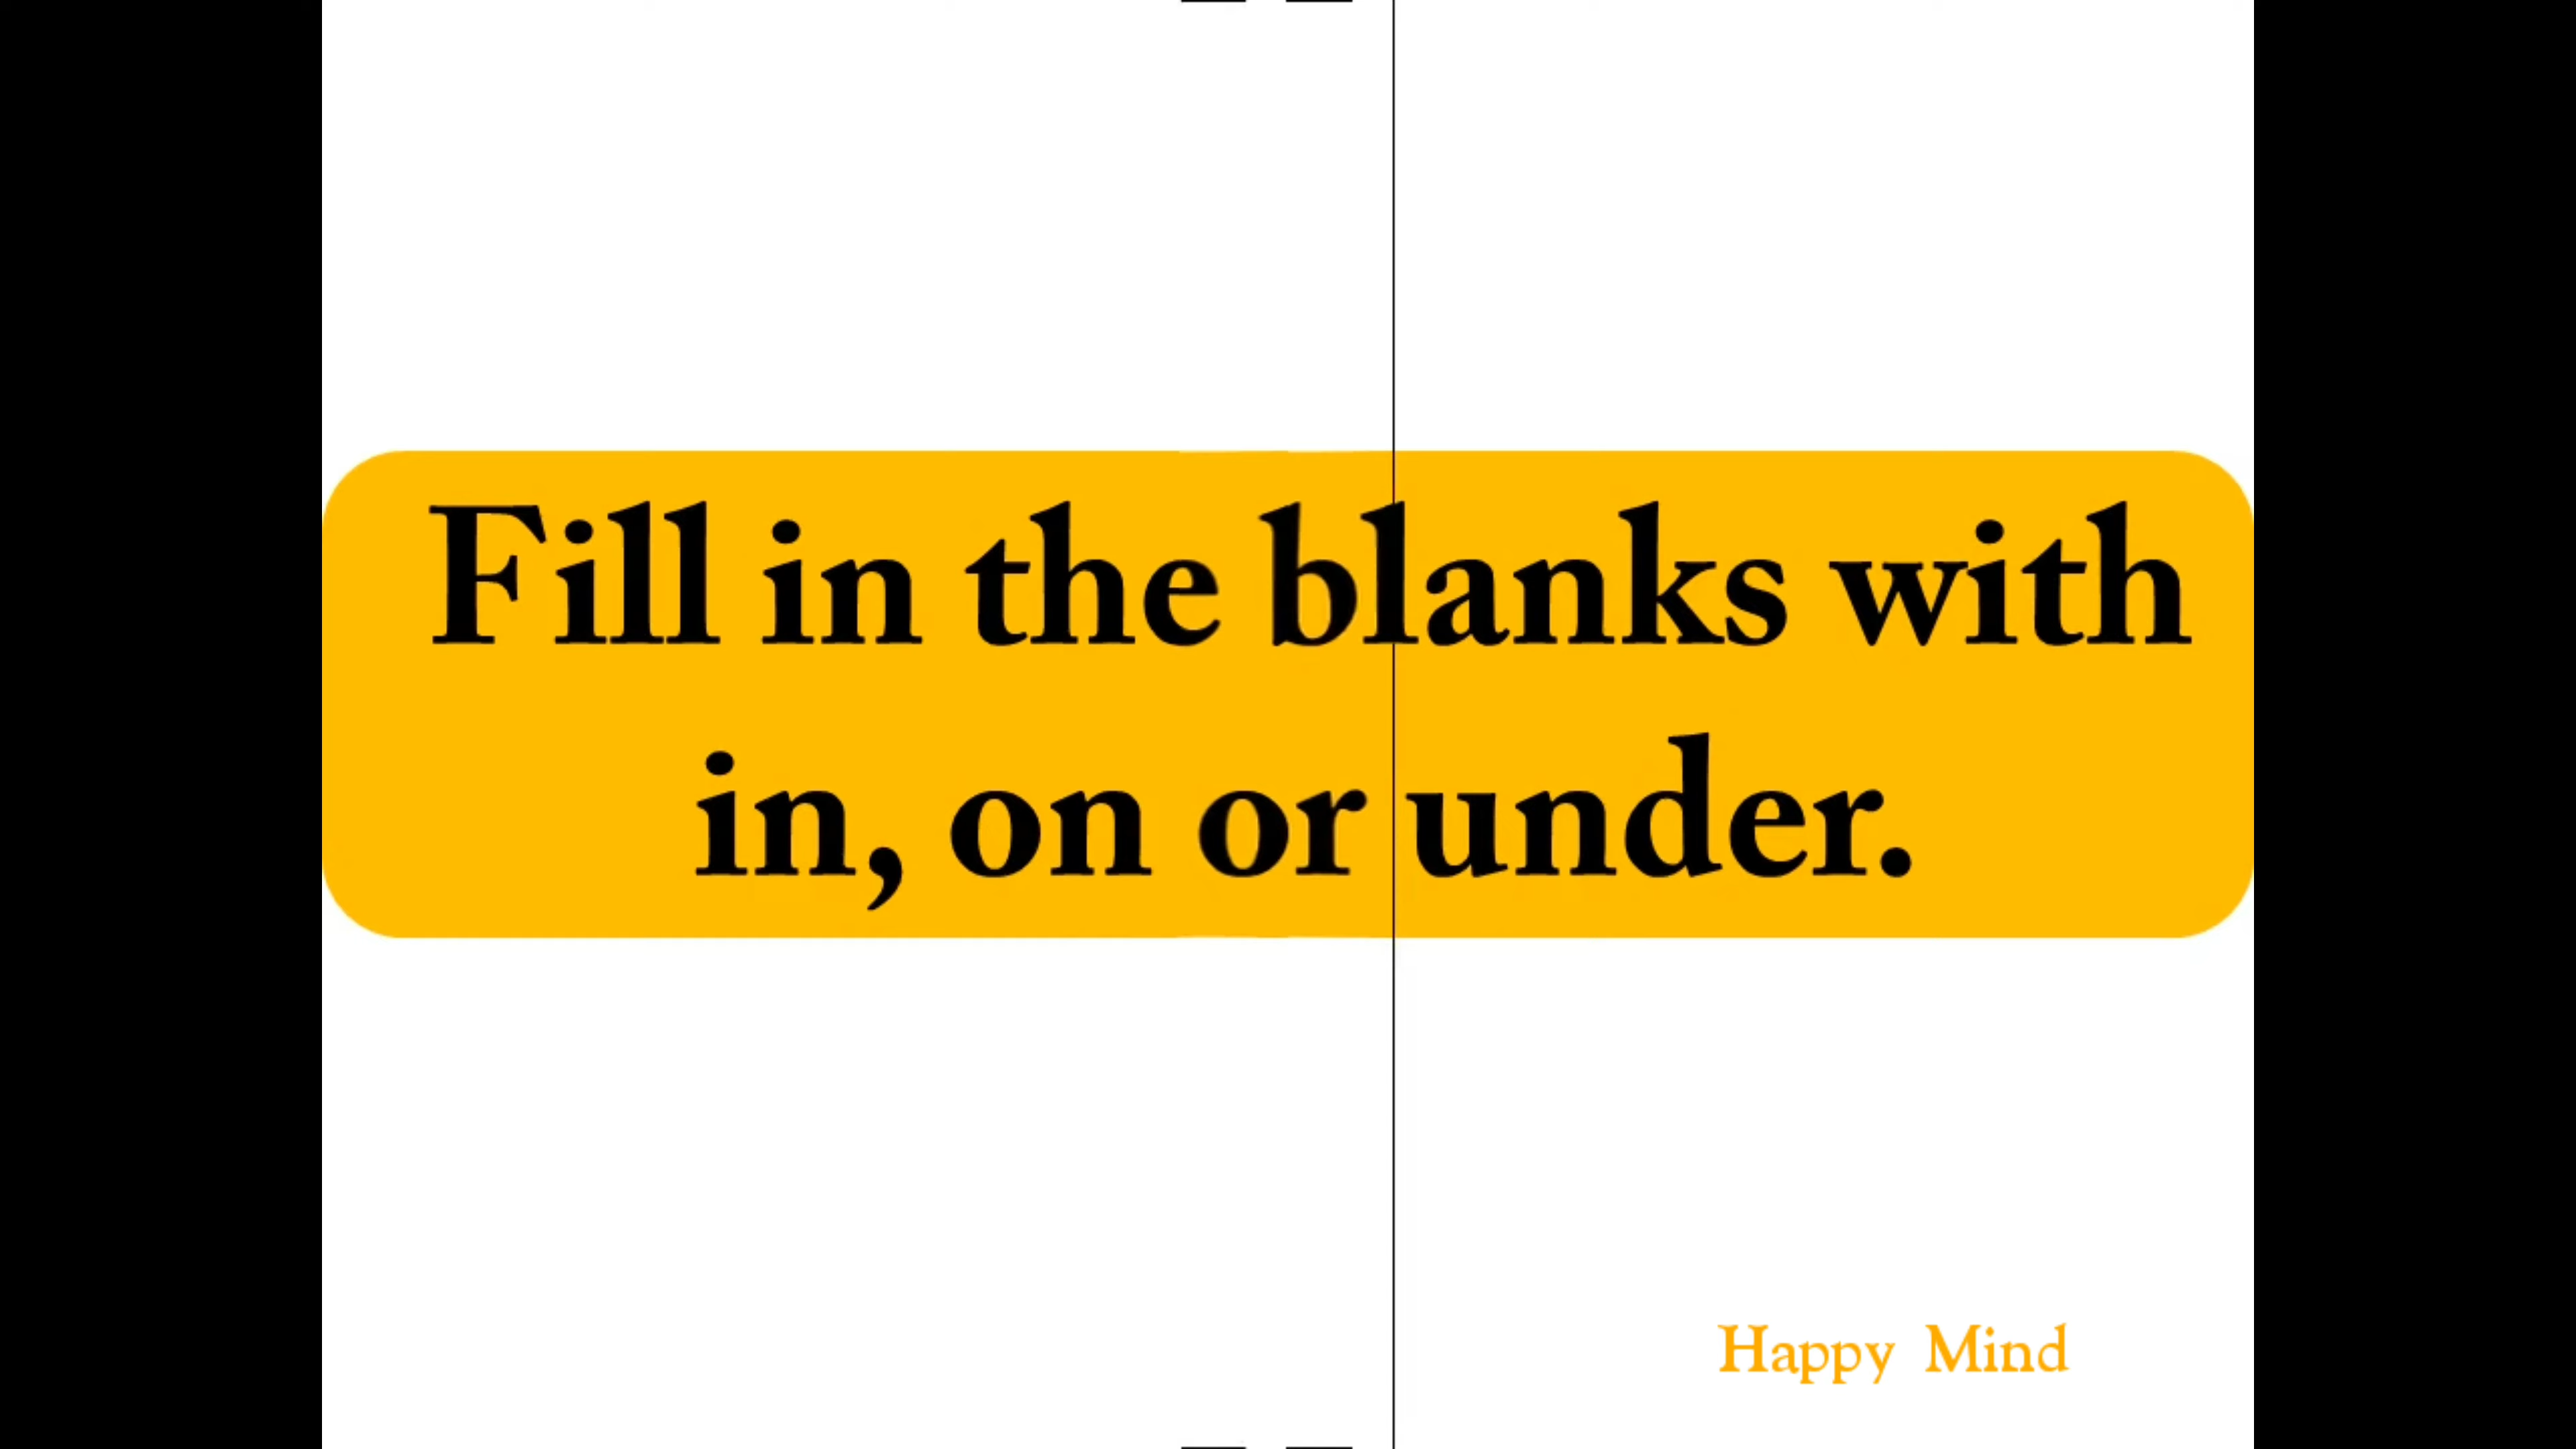 Fill in the blanks with
in, on or under.
Happy Mind